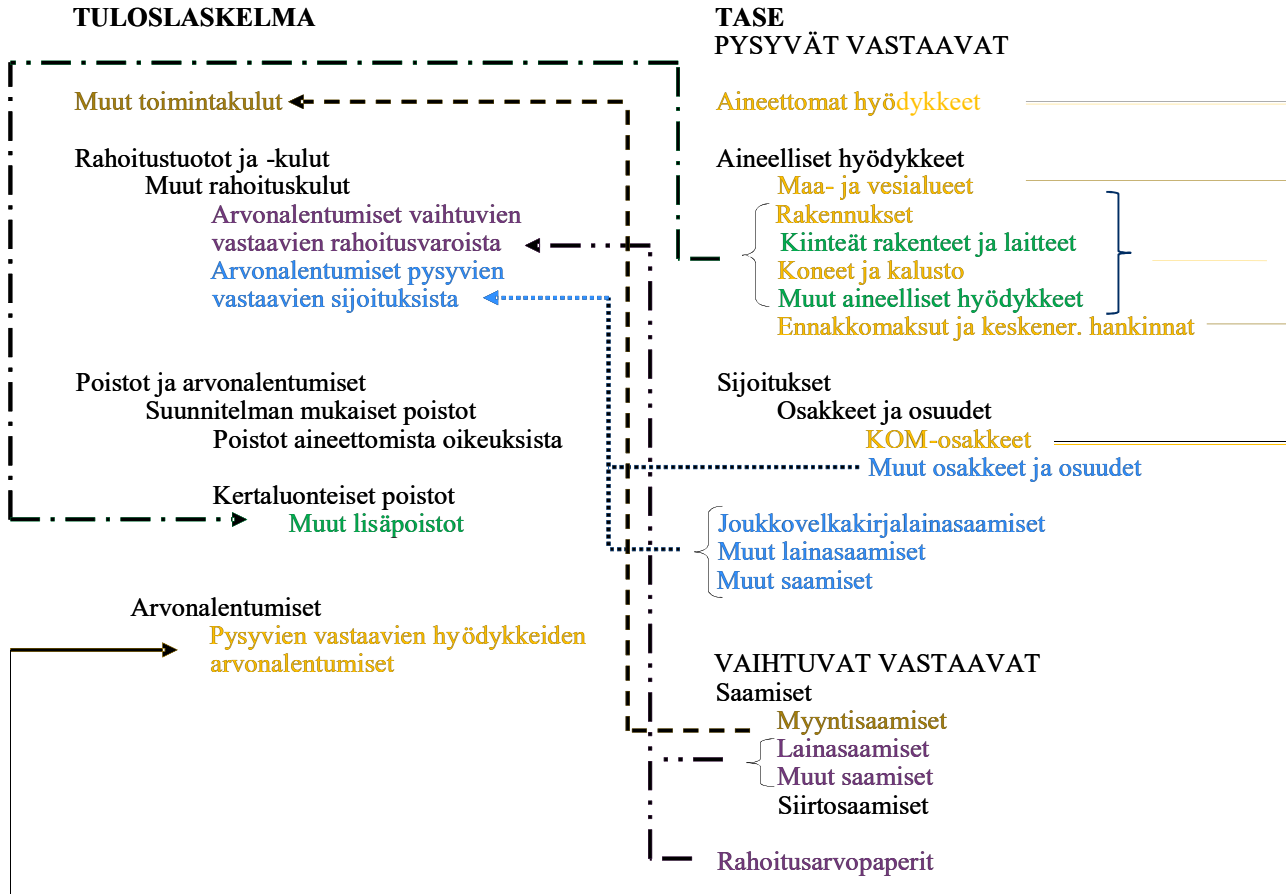 TULOSLASKELMA
Muut toimintakulut
Rahoitustuotot ja -kulut
Muut rahoituskulut
Arvonalentumiset vaihtuvien
vastaavien rahoitusvaroista
Arvonalentumiset pysyvien
vastaavien sijoituksista
Poistot ja arvonalentumiset
Suunnitelman mukaiset poistot
Poistot aineettomista oikeuksista
Kertaluonteiset poistot
Muut lisäpoistot
Arvonalentumiset
Pysyvien vastaavien hyödykkeiden
arvonalentumiset
TASE
PYSYVÄT VASTAAVAT
Aineettomat hyödykkeet
Aineelliset hyödykkeet
Maa- ja vesialueet
Rakennukset
Kiinteät rakenteet ja laitteet
Koneet ja kalusto
Muut aineelliset hyödykkeet
Ennakkomaksut ja keskener. hankinnat
Sijoitukset
Osakkeet ja osuudet
KOM-osakkeet
Muut osakkeet ja osuudet
Joukkovelkakirjalainasaamiset
Muut lainasaamiset
Muut saamiset
VAIHTUVAT VASTAAVAT
Saamiset
Myyntisaamiset
Lainasaamiset
Muut saamiset
Siirtosaamiset
Rahoitusarvopaperit